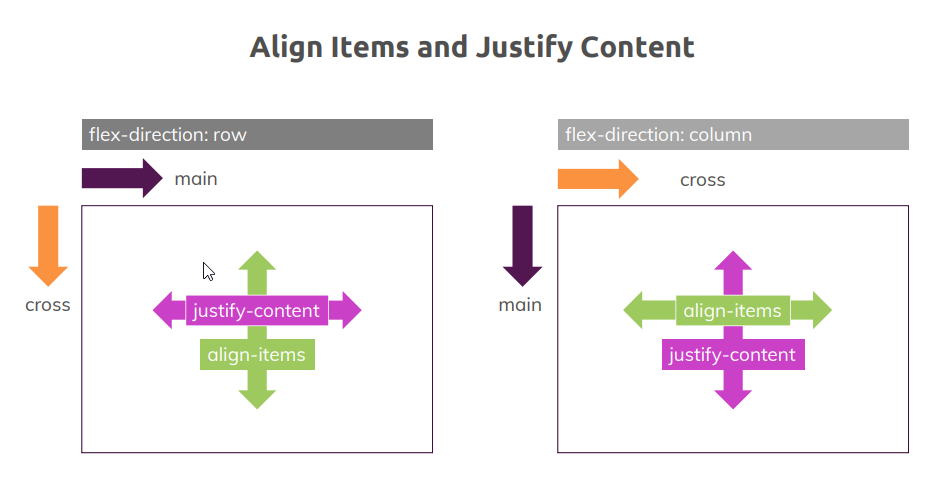 Align Items and Justify Content
flex-direction: row
main
cross
justify-content
align-items
flex-direction: column
cross
main
align-items
justify-content